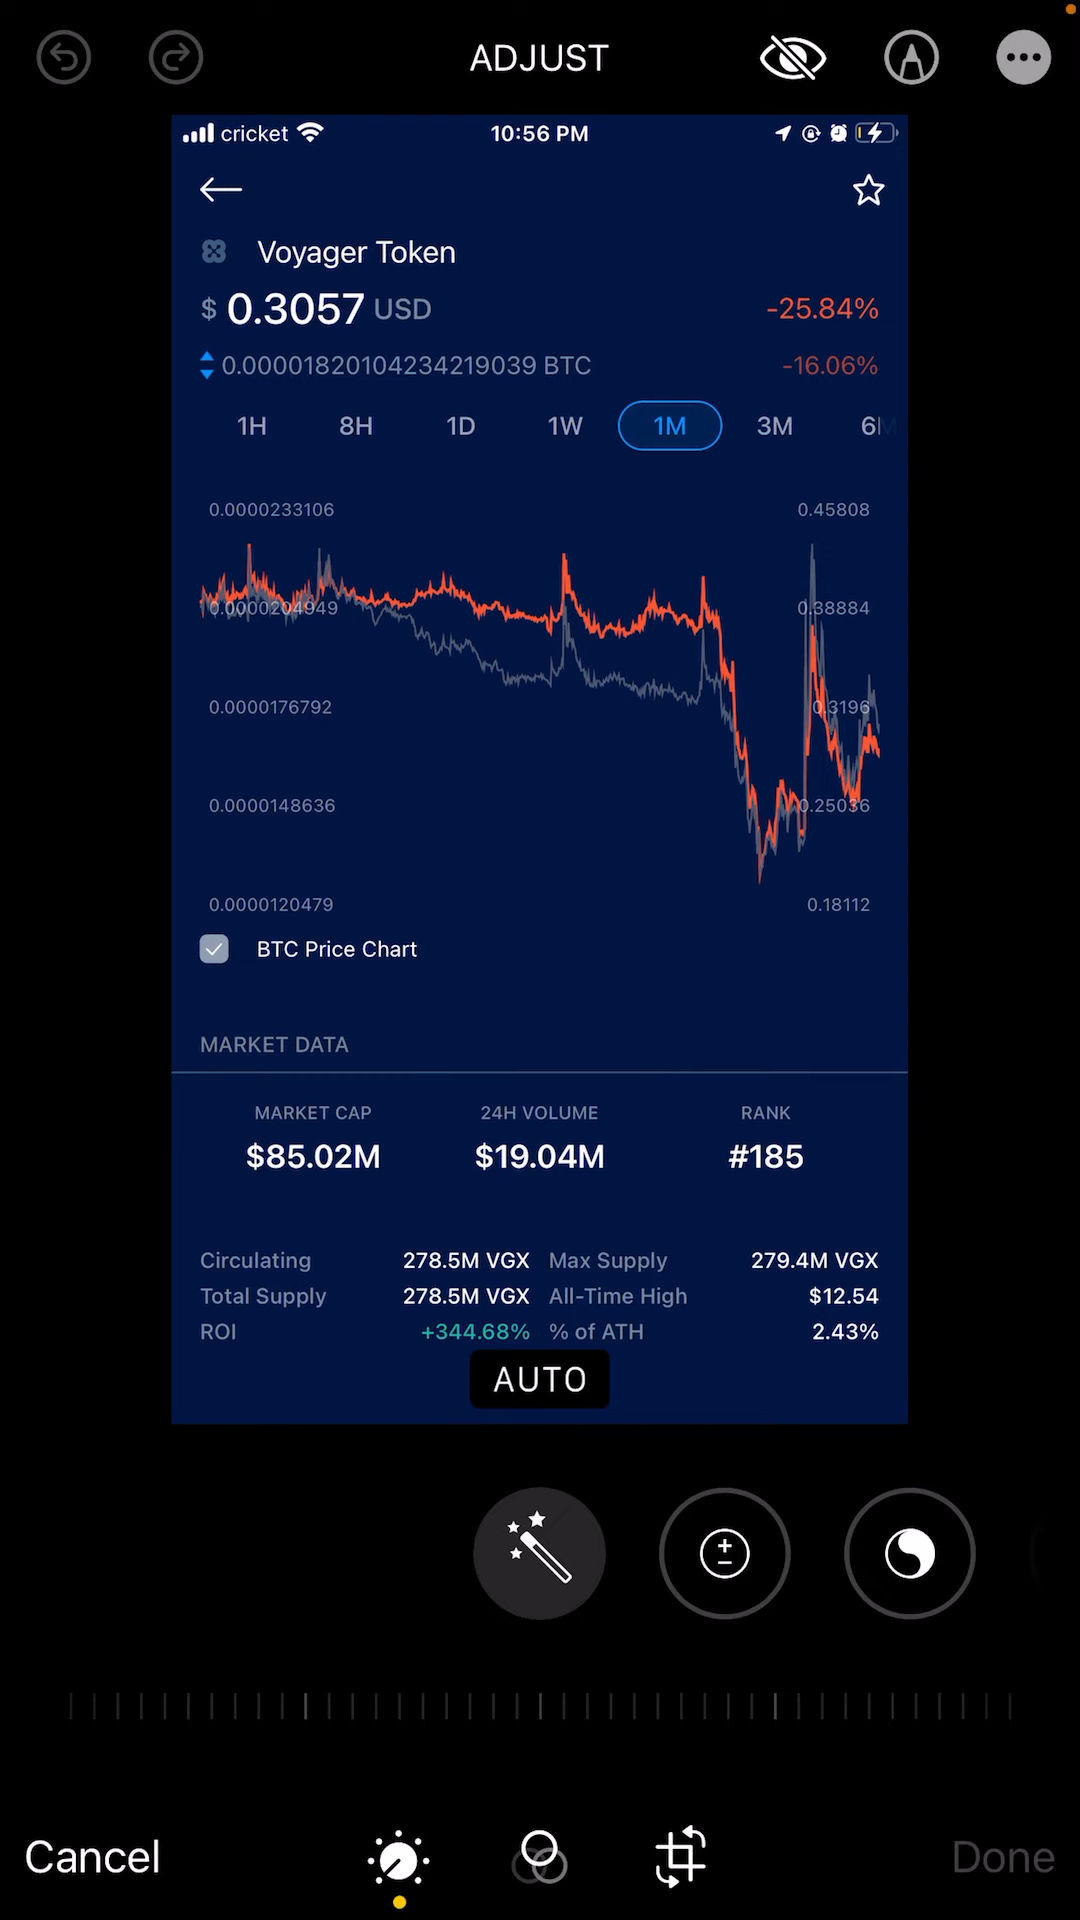 ADJUST
cricket 10:56 PM
Voyager Token
$ 0.3057 USD -25.84%
0.00001820104234219039 BTC -16.06%
1H 8H 1D 1W 1M 3M 6M
0.0000233106 0.45808
0.0000204949 0.38884
0.0000176792 0.3196
0.0000148636 0.25036
0.0000120479 0.18112
BTC Price Chart
MARKET DATA
MARKET CAP 24H VOLUME RANK
$85.02M $19.04M #185
Circulating 278.5M VGX Max Supply 279.4M VGX
Total Supply 278.5M VGX All-Time High $12.54
ROI +344.68% % of ATH 2.43%
AUTO
Cancel Done